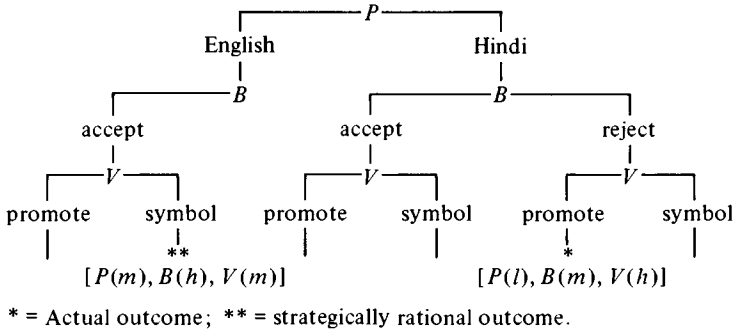 P
English Hindi
B B
accept accept reject
V V V
promote symbol promote symbol promote symbol
** *
[P(m), B(h), V(m)] [P(l), B(m), V(h)]
* = Actual outcome; ** = strategically rational outcome.